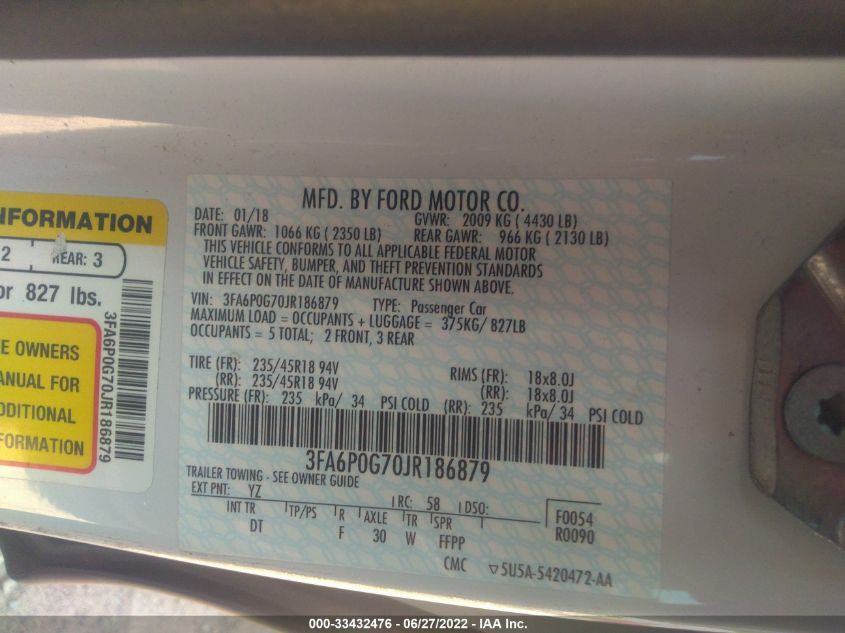 NFORMATION
2 REAR: 3
or 827 lbs.
E OWNERS
ANUAL FOR
DDITIONAL
FORMATION
3FA6P0G70JR186879
MFD. BY FORD MOTOR CO.
DATE: 01/18 GVWR: 2009 KG ( 4430 LB)
FRONT GAWR: 1066 KG ( 2350 LB) REAR GAWR: 966 KG ( 2130 LB)
THIS VEHICLE CONFORMS TO ALL APPLICABLE FEDERAL MOTOR
VEHICLE SAFETY, BUMPER, AND THEFT PREVENTION STANDARDS
IN EFFECT ON THE DATE OF MANUFACTURE SHOWN ABOVE.
VIN: 3FA6P0G70JR186879 TYPE: Passenger Car
MAXIMUM LOAD = OCCUPANTS + LUGGAGE = 375KG/ 827LB
OCCUPANTS = 5 TOTAL; 2 FRONT, 3 REAR
TIRE (FR): 235/45R18 94V RIMS (FR): 18x8.0J
(RR): 235/45R18 94V (RR): 18x8.0J
PRESSURE (FR): 235 kPa/ 34 PSI COLD (RR): 235 kPa/ 34 PSI COLD
3FA6P0G70JR186879
TRAILER TOWING - SEE OWNER GUIDE
EXT PNT: YZ RC: 58 DSO:
INT TR TP/PS R AXLE TR SPR F0054
DT F 30 W FFPP R0090
CMC ▽5U5A-5420472-AA
000-33432476 - 06/27/2022 - IAA Inc.